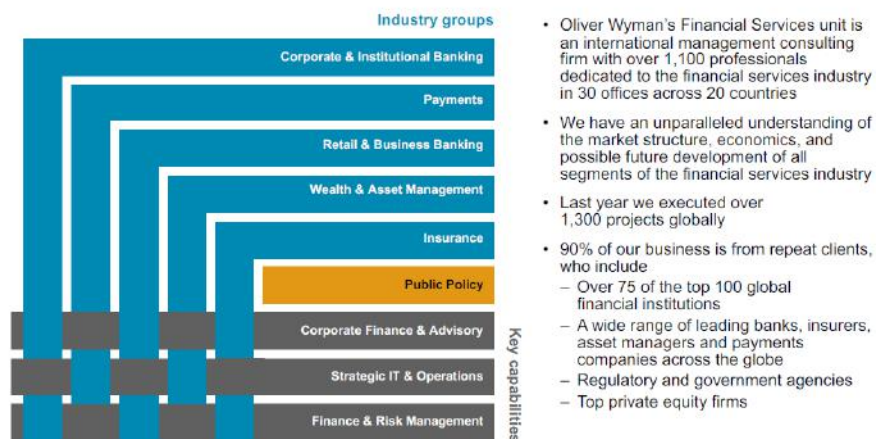 Industry groups
Corporate & Institutional Banking
Payments
Retail & Business Banking
Wealth & Asset Management
Insurance
Public Policy
Corporate Finance & Advisory
Strategic IT & Operations
Finance & Risk Management
Key capabilities
• Oliver Wyman's Financial Services unit is
an international management consulting
firm with over 1,100 professionals
dedicated to the financial services industry
in 30 offices across 20 countries
• We have an unparalleled understanding of
the market structure, economics, and
possible future development of all
segments of the financial services industry
• Last year we executed over
1,300 projects globally
• 90% of our business is from repeat clients,
who include
– Over 75 of the top 100 global
financial institutions
– A wide range of leading banks, insurers,
asset managers and payments
companies across the globe
– Regulatory and government agencies
– Top private equity firms